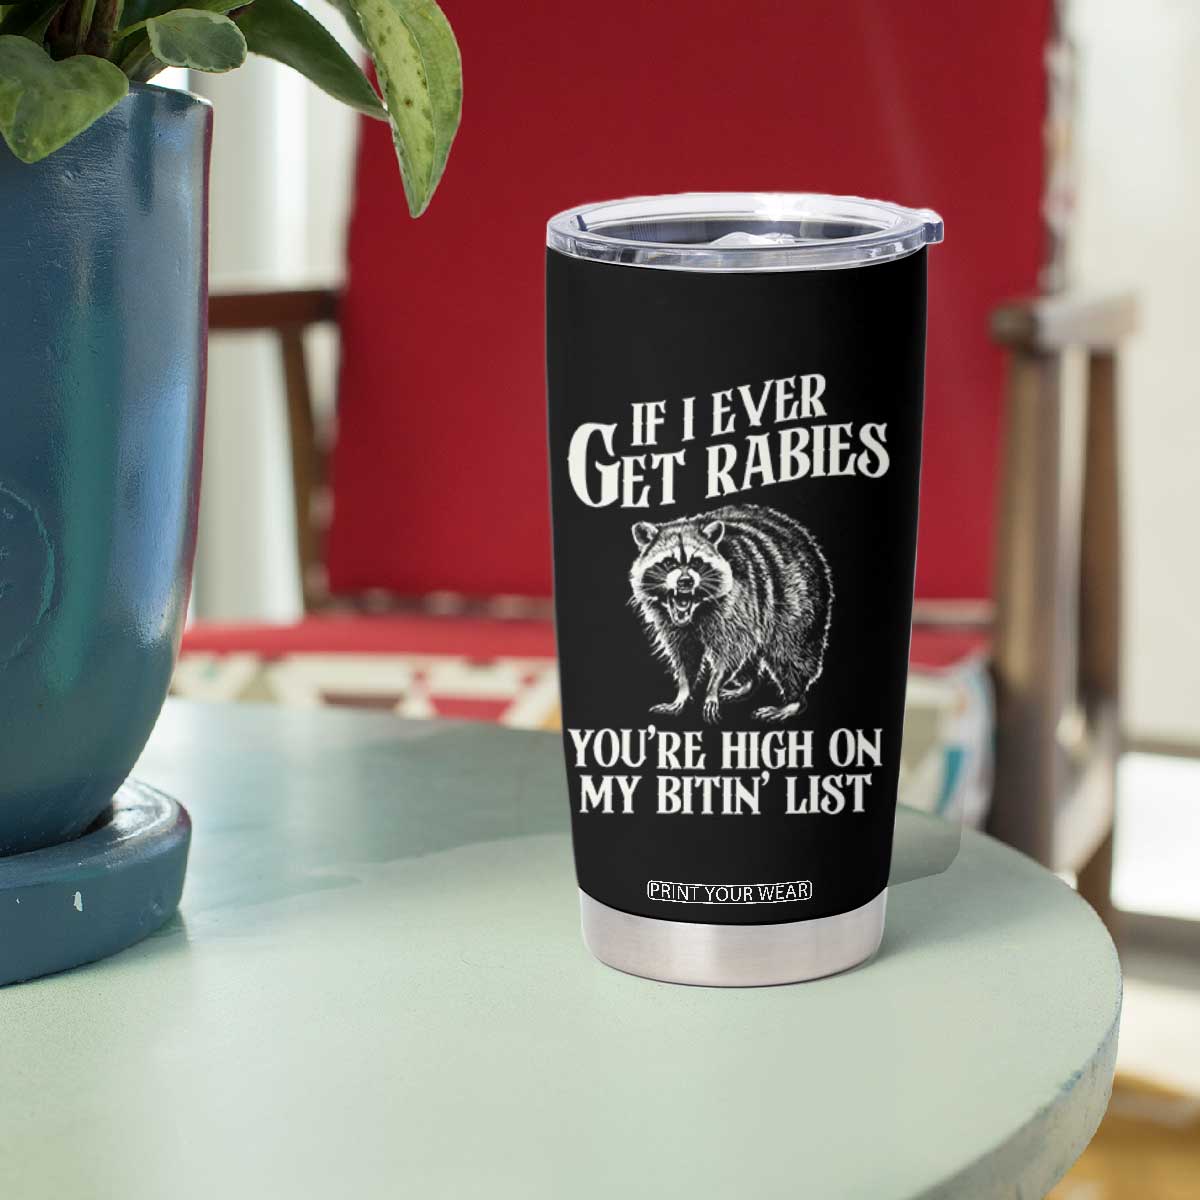 IF I EVER
GET RABIES
YOU'RE HIGH ON
MY BITIN' LIST
PRINT YOUR WEAR